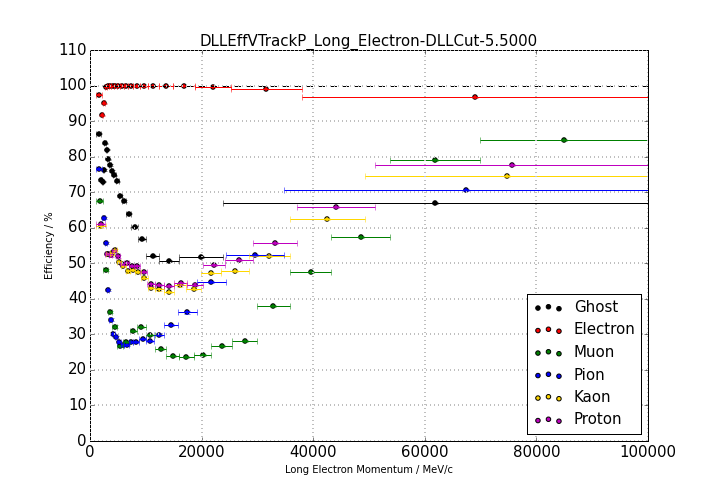 DLLEffVTrackP_Long_Electron-DLLCut-5.5000
110
100
90
80
70
60
50
40
30
20
10
0
Efficiency / %
Ghost
Electron
Muon
Pion
Kaon
Proton
0 20000 40000 60000 80000 100000
Long Electron Momentum / MeV/c